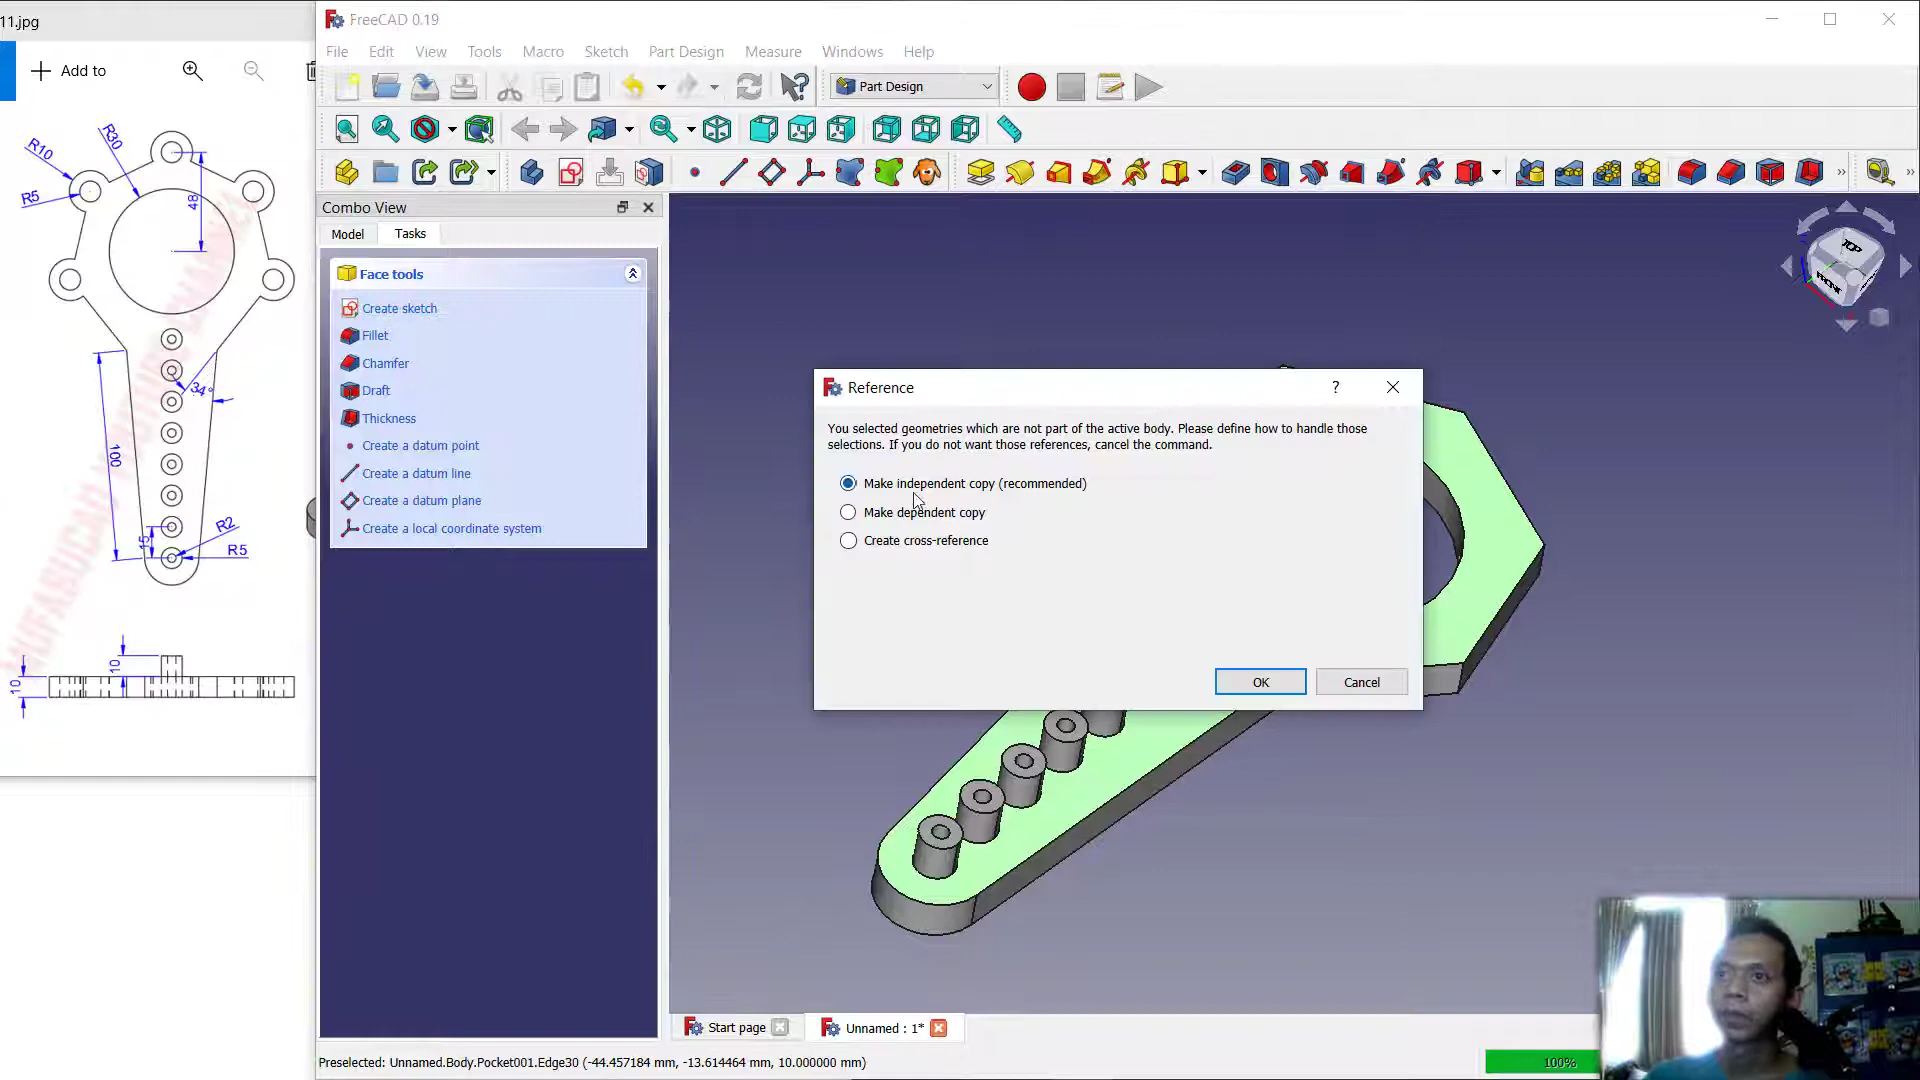 11.jpg
Add to
R30
R10
R5
48
34°
100
15
R2
R5
10
10
MUFASUCAD
FreeCAD 0.19
File Edit View Tools Macro Sketch Part Design Measure Windows Help
Part Design
Combo View
Model Tasks
Face tools
Create sketch
Fillet
Chamfer
Draft
Thickness
Create a datum point
Create a datum line
Create a datum plane
Create a local coordinate system
TOP
FRONT
Reference
?
You selected geometries which are not part of the active body. Please define how to handle those
selections. If you do not want those references, cancel the command.
Make independent copy (recommended)
Make dependent copy
Create cross-reference
OK Cancel
Start page Unnamed : 1*
Preselected: Unnamed.Body.Pocket001.Edge30 (-44.457184 mm, -13.614464 mm, 10.000000 mm)
100%